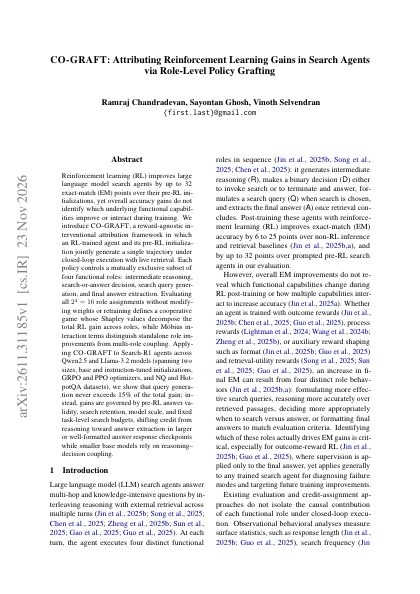 CO-GRAFT: Attributing Reinforcement Learning Gains in Search Agents
via Role-Level Policy Grafting
Ramraj Chandradevan, Sayontan Ghosh, Vinoth Selvendran
{first.last}@gmail.com
arXiv:2611.31185v1 [cs.IR] 23 Nov 2026
Abstract
Reinforcement learning (RL) improves large
language model search agents by up to 32
exact-match (EM) points over their pre-RL ini-
tializations, yet overall accuracy gains do not
identify which underlying functional capabili-
ties improve or interact during training. We
introduce CO-GRAFT, a reward-agnostic in-
terventional attribution framework in which
an RL-trained agent and its pre-RL initializa-
tion jointly generate a single trajectory under
closed-loop execution with live retrieval. Each
policy controls a mutually exclusive subset of
four functional roles: intermediate reasoning,
search-or-answer decision, search query gener-
ation, and final answer extraction. Evaluating
all 2⁴ = 16 role assignments without modi-
fying weights or retraining defines a coopera-
tive game whose Shapley values decompose the
total RL gain across roles, while Mobius in-
teraction terms distinguish standalone role im-
provements from multi-role coupling. Apply-
ing CO-GRAFT to Search-R1 agents across
Qwen2.5 and Llama-3.2 models (spanning two
sizes, base and instruction-tuned initializations,
GRPO and PPO optimizers, and NQ and Hot-
potQA datasets), we show that query genera-
tion never exceeds 15% of the total gain; in-
stead, gains are governed by pre-RL answer va-
lidity, search retention, model scale, and fixed
task-level search budgets, shifting credit from
reasoning toward answer extraction in larger
or well-formatted answer response checkpoints
while smaller base models rely on reasoning–
decision coupling.
1 Introduction
Large language model (LLM) search agents answer
multi-hop and knowledge-intensive questions by in-
terleaving reasoning with external retrieval across
multiple turns (Jin et al., 2025b; Song et al., 2025;
Chen et al., 2025; Zheng et al., 2025b; Sun et al.,
2025; Gao et al., 2025; Guo et al., 2025). At each
turn, the agent executes four distinct functional
roles in sequence (Jin et al., 2025b; Song et al.,
2025; Chen et al., 2025): it generates intermediate
reasoning (R), makes a binary decision (D) either
to invoke search or to terminate and answer, for-
mulates a search query (Q) when search is chosen,
and extracts the final answer (A) once retrieval con-
cludes. Post-training these agents with reinforce-
ment learning (RL) improves exact-match (EM)
accuracy by 6 to 25 points over non-RL inference
and retrieval baselines (Jin et al., 2025b,a), and
by up to 32 points over prompted pre-RL search
agents in our evaluation.
However, overall EM improvements do not re-
veal which functional capabilities change during
RL post-training or how multiple capabilities inter-
act to increase accuracy (Jin et al., 2025a). Whether
an agent is trained with outcome rewards (Jin et al.,
2025b; Chen et al., 2025; Guo et al., 2025), process
rewards (Lightman et al., 2024; Wang et al., 2024b;
Zheng et al., 2025b), or auxiliary reward shaping
such as format (Jin et al., 2025b; Guo et al., 2025)
and retrieval-utility rewards (Song et al., 2025; Sun
et al., 2025; Gao et al., 2025), an increase in fi-
nal EM can result from four distinct role behav-
iors (Jin et al., 2025b,a): formulating more effec-
tive search queries, reasoning more accurately over
retrieved passages, deciding more appropriately
when to search versus answer, or formatting final
answers to match evaluation criteria. Identifying
which of these roles actually drives EM gains is crit-
ical, especially for outcome-reward RL (Jin et al.,
2025b; Guo et al., 2025), where supervision is ap-
plied only to the final answer, yet applies generally
to any trained search agent for diagnosing failure
modes and targeting future training improvements.
Existing evaluation and credit-assignment ap-
proaches do not isolate the causal contribution
of each functional role under closed-loop execu-
tion. Observational behavioral analyses measure
surface statistics, such as response length (Jin et al.,
2025b; Guo et al., 2025), search frequency (Jin